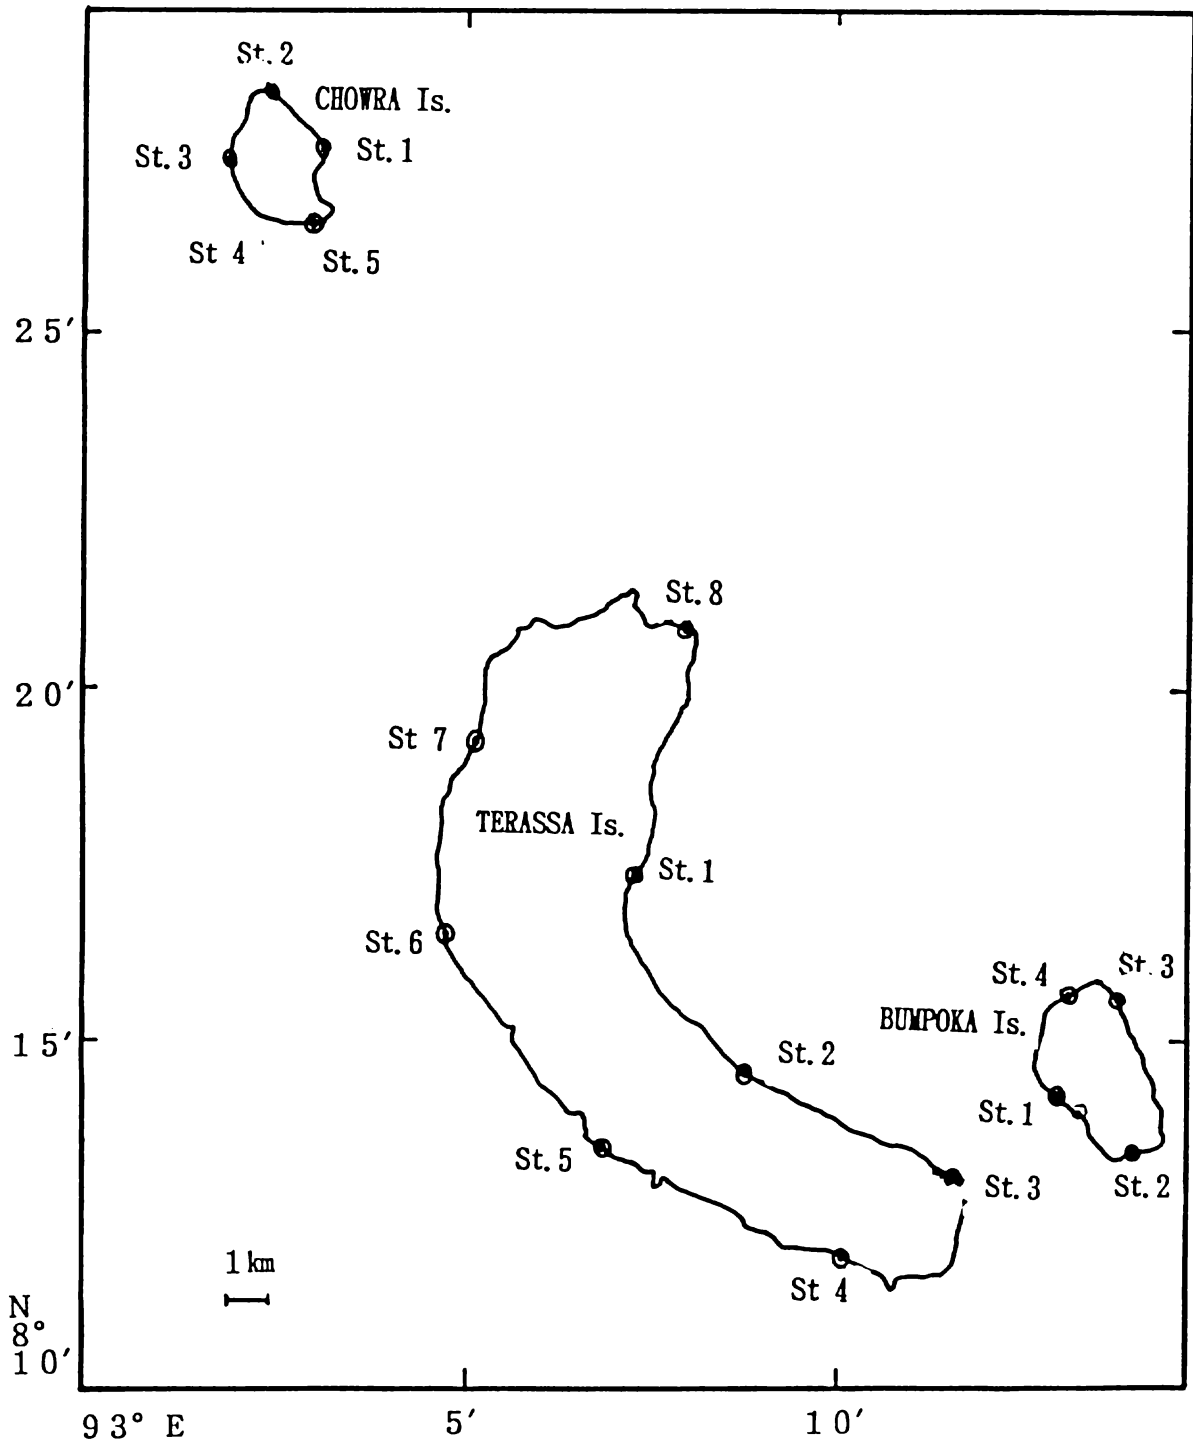 St. 2
CHOWRA Is.
St. 3
St. 1
St 4
St. 5
25′
St. 8
20′
St 7
TERASSA Is.
St. 1
St. 6
St. 4
St. 3
BUMPOKA Is.
15′
St. 2
St. 1
St. 5
St. 3
St. 2
1 km
St 4
N
8°
10′
93° E
5′
10′